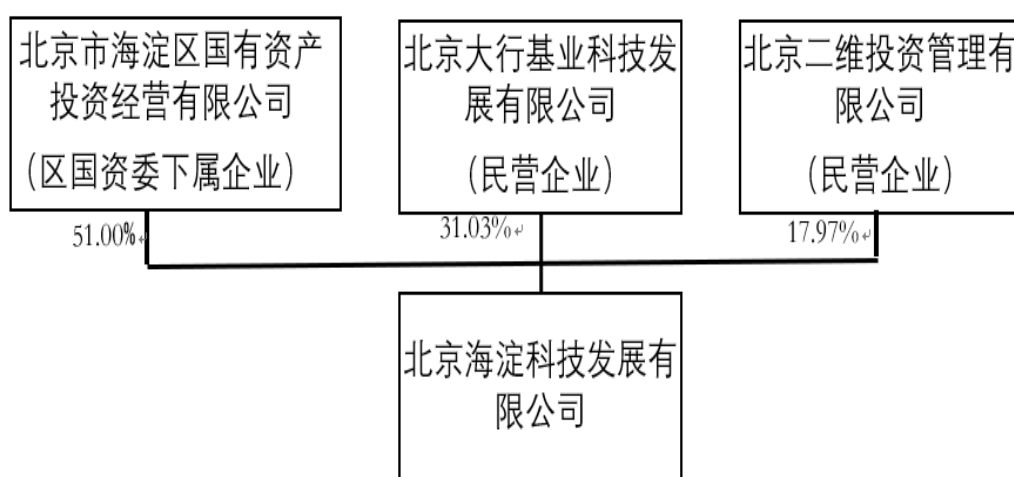 北京市海淀区国有资产
投资经营有限公司
（区国资委下属企业）
北京大行基业科技发
展有限公司
（民营企业）
北京二维投资管理有
限公司
（民营企业）
51.00%
31.03%
17.97%
北京海淀科技发展有
限公司